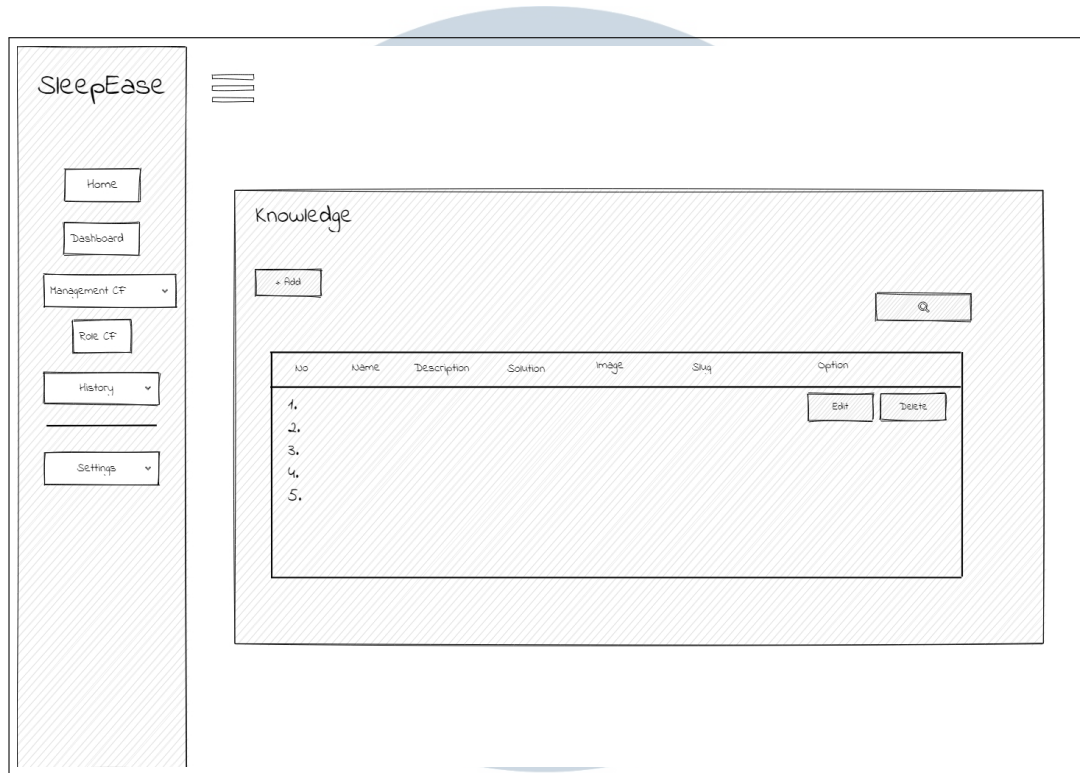 SleepEase
Home
Dashboard
Management CF
Role CF
History
Settings
Knowledge
+ Add
No Name Description Solution Image Slug Option
1. Edit Delete
2.
3.
4.
5.